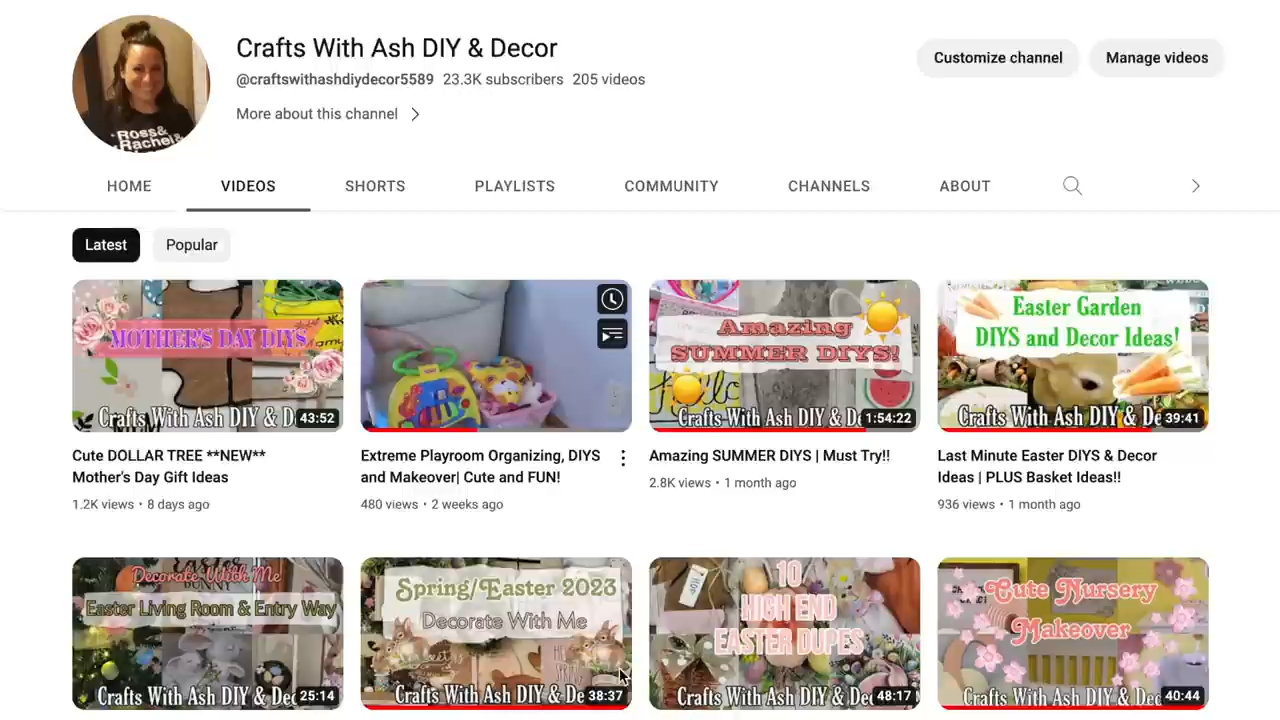 Crafts With Ash DIY & Decor
@craftswithashdiydecor5589 23.3K subscribers 205 videos
More about this channel
Customize channel
Manage videos
Ross&
Rachel&
HOME VIDEOS SHORTS PLAYLISTS COMMUNITY CHANNELS ABOUT
Latest Popular
MOTHER'S DAY DIYS
Crafts With Ash DIY & D
43:52
Amazing
SUMMER DIYS!
Crafts With Ash DIY & De
1:54:22
Easter Garden
DIYS and Decor Ideas!
Crafts With Ash DIY & De
39:41
Cute DOLLAR TREE **NEW**
Mother's Day Gift Ideas
1.2K views • 8 days ago
Extreme Playroom Organizing, DIYS
and Makeover| Cute and FUN!
480 views • 2 weeks ago
Amazing SUMMER DIYS | Must Try!!
2.8K views • 1 month ago
Last Minute Easter DIYS & Decor
Ideas | PLUS Basket Ideas!!
936 views • 1 month ago
Decorate With Me
Easter Living Room & Entry Way
Crafts With Ash DIY & Dec
25:14
Spring/Easter 2023
Decorate With Me
Crafts With Ash DIY & De
38:37
HOP
10
HIGH END
EASTER DUPES
Crafts With Ash DIY & Dec
48:17
Cute Nursery
Makeover
Crafts With Ash DIY & Dec
40:44